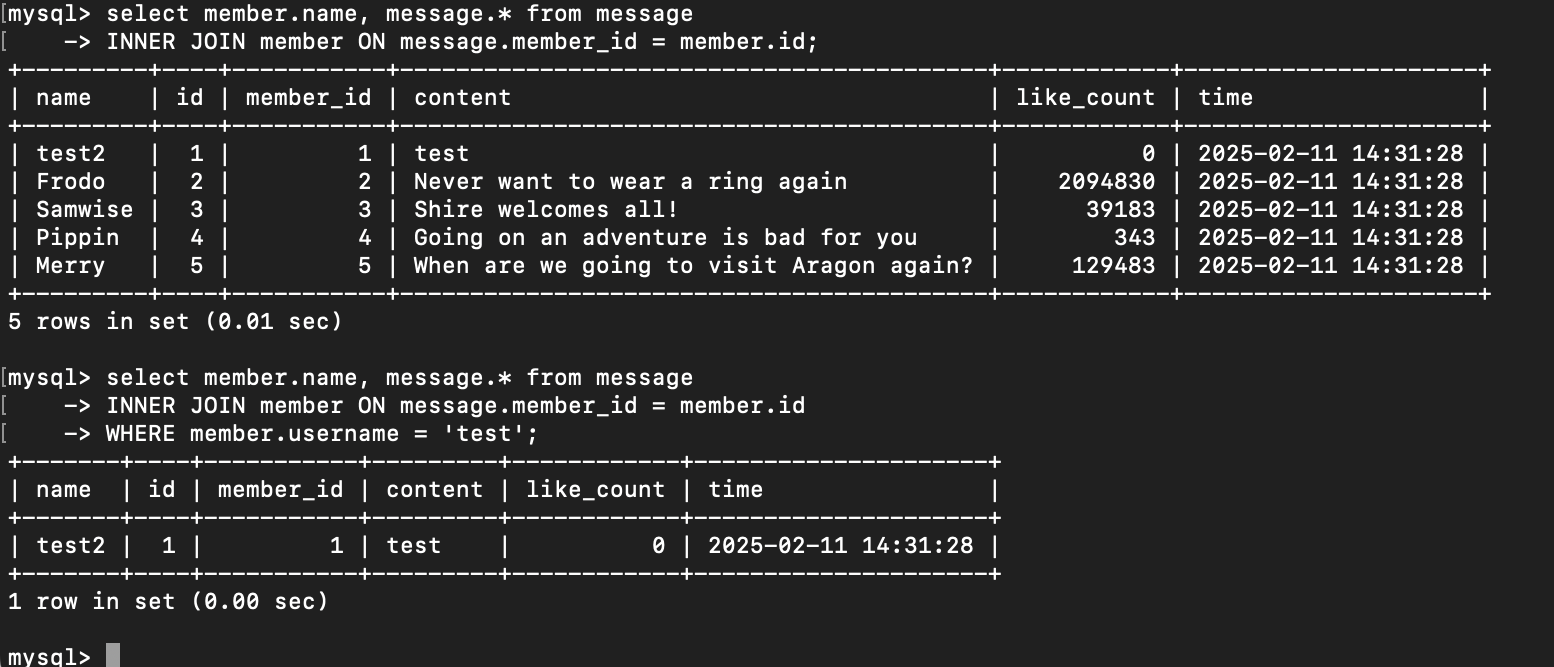 mysql> select member.name, message.* from message
    -> INNER JOIN member ON message.member_id = member.id;
+---------+----+-----------+------------------------------------------+------------+---------------------+
| name    | id | member_id | content                                  | like_count | time                |
+---------+----+-----------+------------------------------------------+------------+---------------------+
| test2   |  1 |         1 | test                                     |          0 | 2025-02-11 14:31:28 |
| Frodo   |  2 |         2 | Never want to wear a ring again          |    2094830 | 2025-02-11 14:31:28 |
| Samwise |  3 |         3 | Shire welcomes all!                      |      39183 | 2025-02-11 14:31:28 |
| Pippin  |  4 |         4 | Going on an adventure is bad for you     |        343 | 2025-02-11 14:31:28 |
| Merry   |  5 |         5 | When are we going to visit Aragon again? |     129483 | 2025-02-11 14:31:28 |
+---------+----+-----------+------------------------------------------+------------+---------------------+
5 rows in set (0.01 sec)

mysql> select member.name, message.* from message
    -> INNER JOIN member ON message.member_id = member.id
    -> WHERE member.username = 'test';
+-------+----+-----------+---------+------------+---------------------+
| name  | id | member_id | content | like_count | time                |
+-------+----+-----------+---------+------------+---------------------+
| test2 |  1 |         1 | test    |          0 | 2025-02-11 14:31:28 |
+-------+----+-----------+---------+------------+---------------------+
1 row in set (0.00 sec)

mysql>